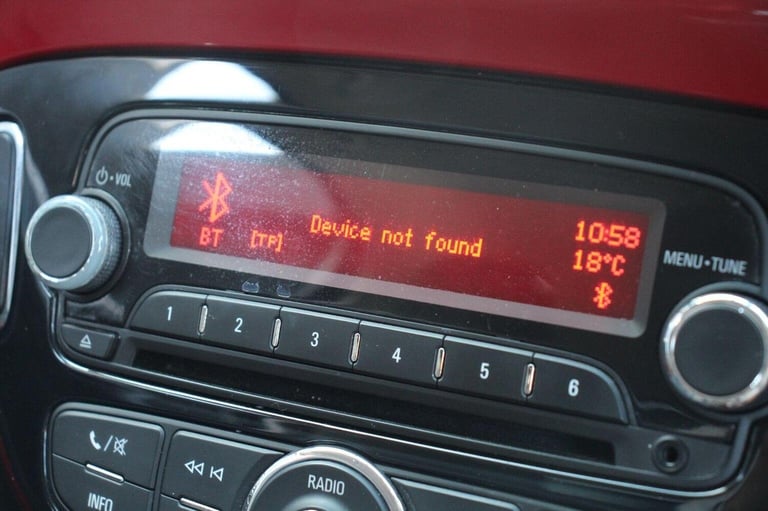 VOL
BT [TP] Device not found 10:58
18°C
MENU•TUNE
1 2 3 4 5 6
RADIO
INFO